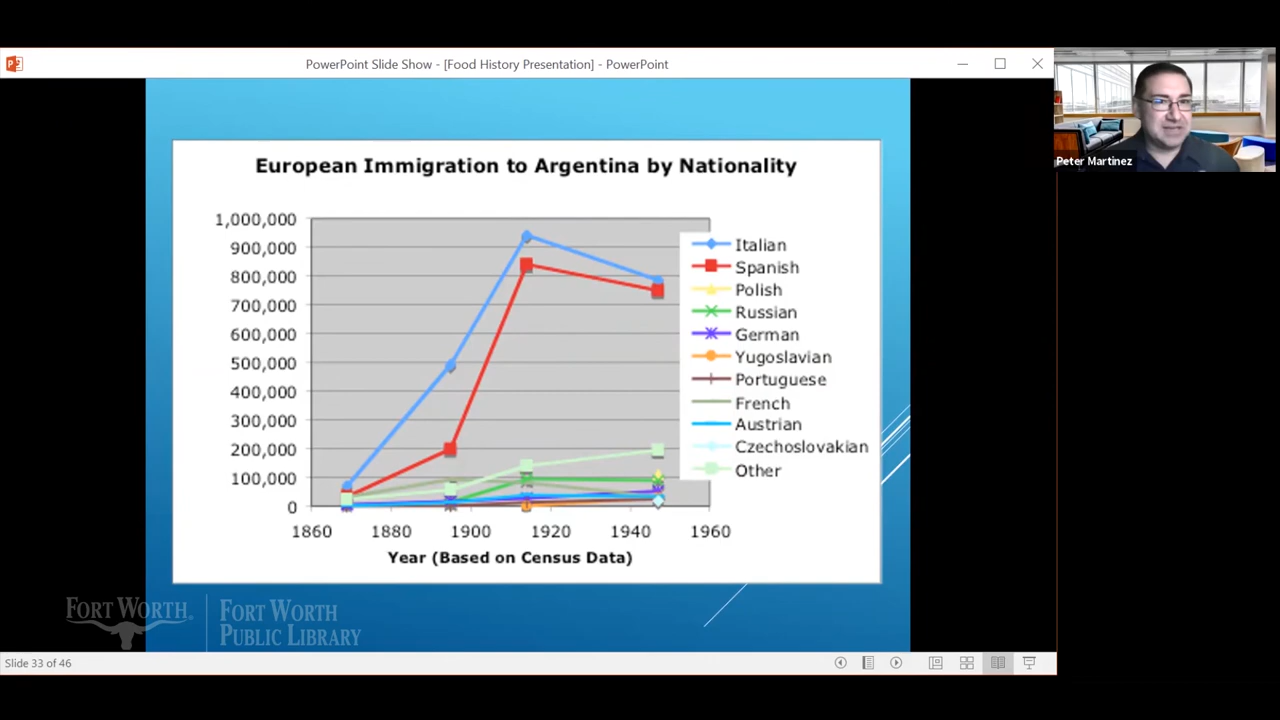 PowerPoint Slide Show - [Food History Presentation] - PowerPoint
European Immigration to Argentina by Nationality
1,000,000
900,000
800,000
700,000
600,000
500,000
400,000
300,000
200,000
100,000
0
1860 1880 1900 1920 1940 1960
Year (Based on Census Data)
Italian
Spanish
Polish
Russian
German
Yugoslavian
Portuguese
French
Austrian
Czechoslovakian
Other
Peter Martinez
FORT WORTH®
FORT WORTH
PUBLIC LIBRARY
Slide 33 of 46